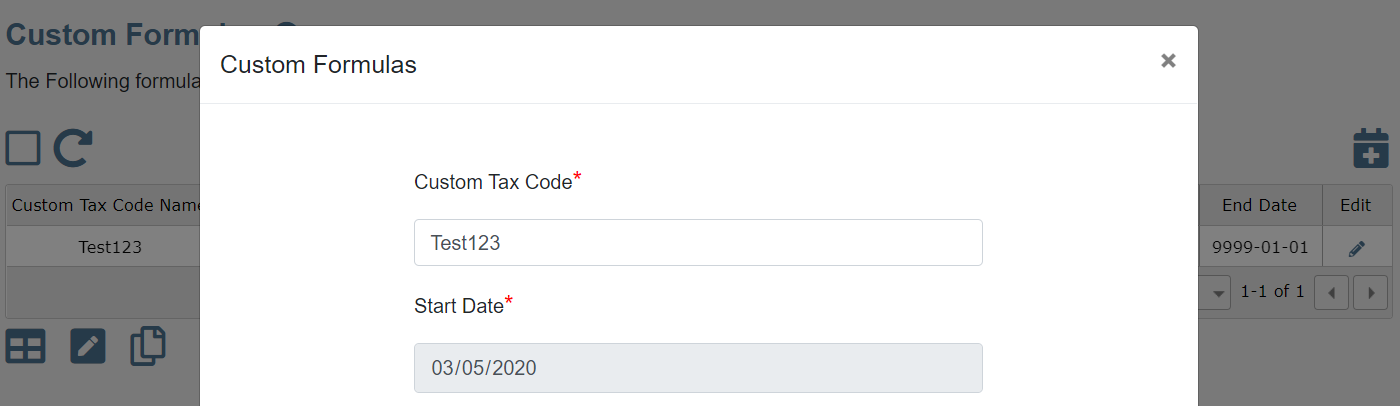 Custom Form
The Following formula
Custom Formulas
×
Custom Tax Code*
Test123
Start Date*
03/05/2020
Custom Tax Code Name
End Date
Edit
Test123
9999-01-01
1-1 of 1